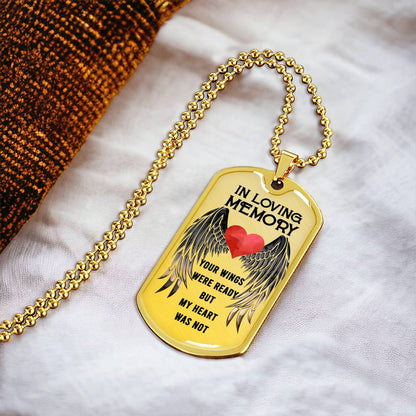 IN LOVING
MEMORY
YOUR WINGS
WERE READY
BUT
MY HEART
WAS NOT